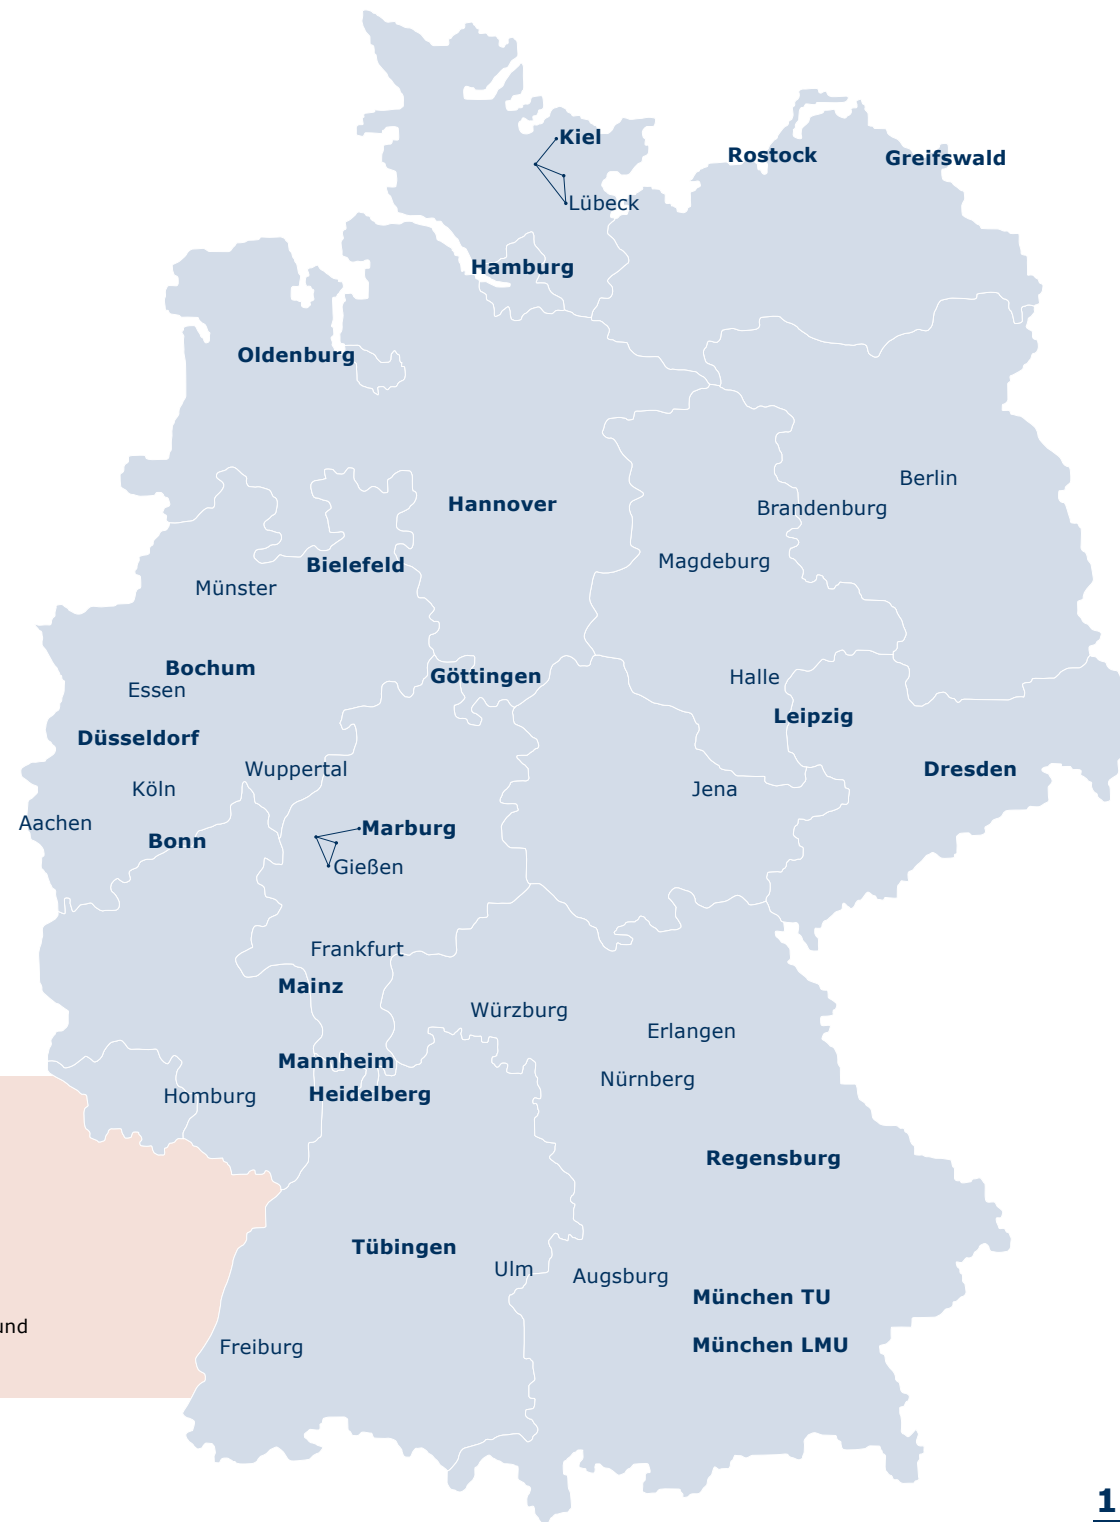 Kiel
Rostock
Greifswald
Lübeck
Hamburg
Oldenburg
Berlin
Hannover
Brandenburg
Magdeburg
Bielefeld
Münster
Bochum
Göttingen
Halle
Essen
Leipzig
Düsseldorf
Wuppertal
Dresden
Köln
Jena
Aachen
Marburg
Bonn
Gießen
Frankfurt
Mainz
Würzburg
Erlangen
Mannheim
Nürnberg
Homburg
Heidelberg
Regensburg
Tübingen
Ulm
Augsburg
München TU
und
München LMU
Freiburg
1